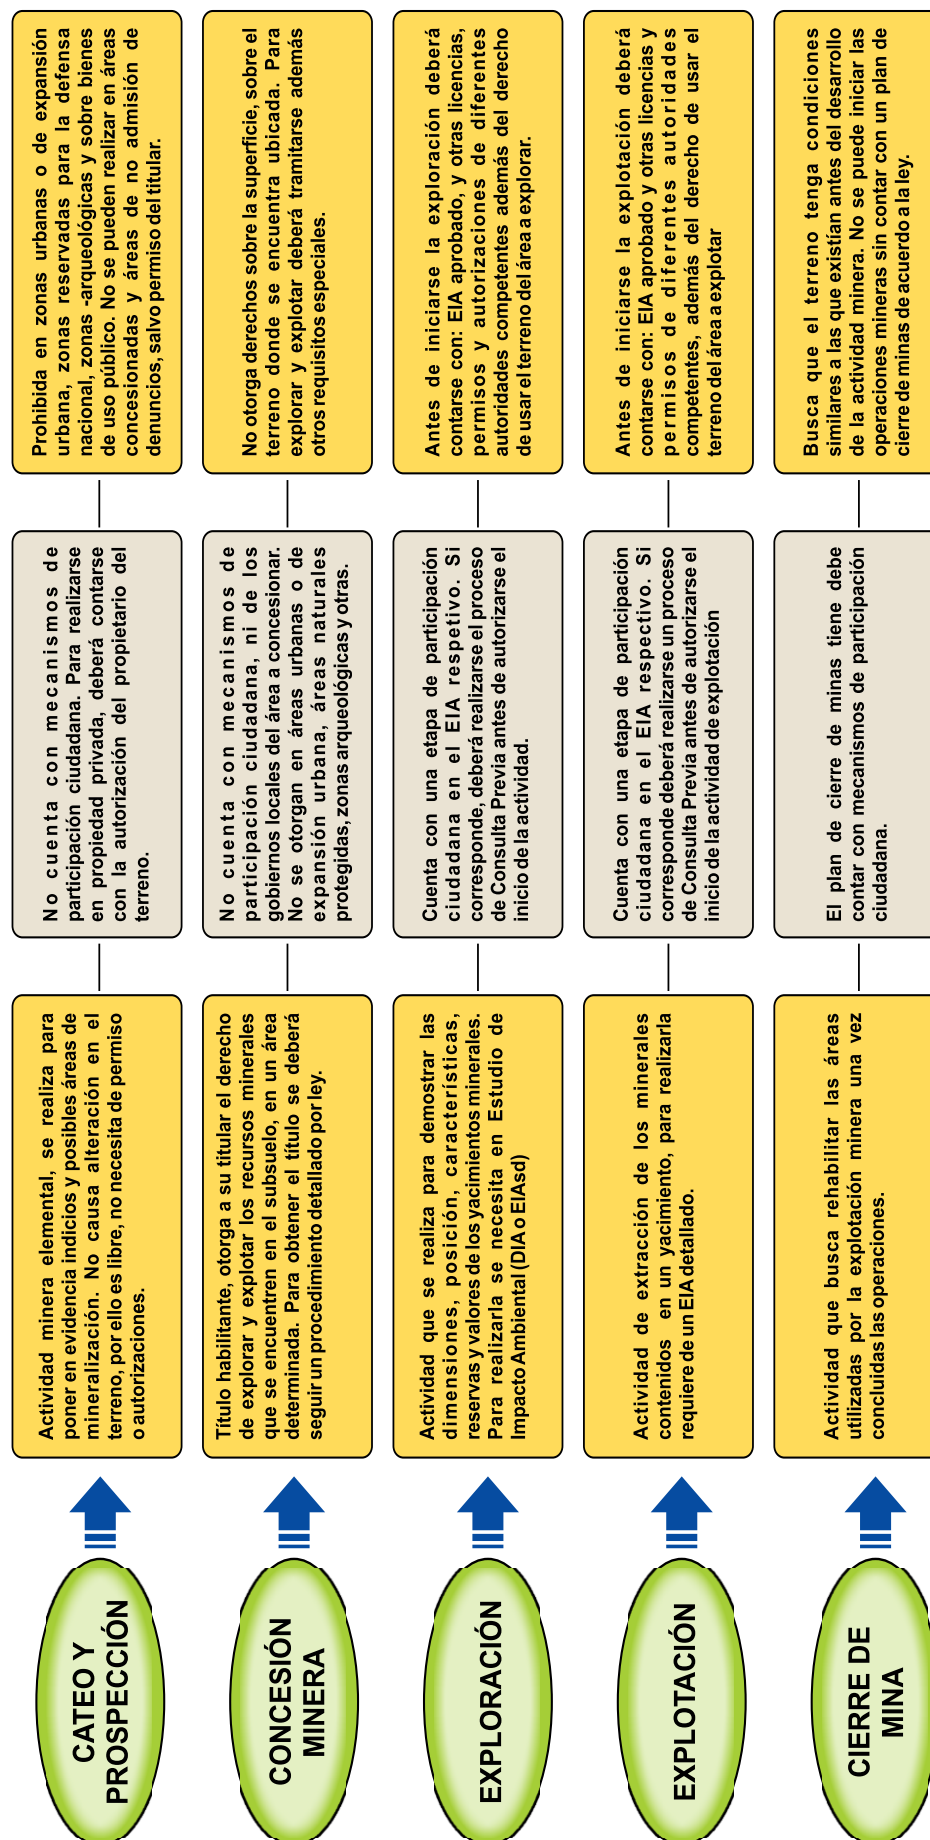 CATEO Y
PROSPECCIÓN
Actividad minera elemental, se realiza para
poner en evidencia indicios y posibles áreas de
mineralización. No causa alteración en el
terreno, por ello es libre, no necesita de permiso
o autorizaciones.
No cuenta con mecanismos de
participación ciudadana. Para realizarse
en propiedad privada, deberá contarse
con la autorización del propietario del
terreno.
Prohibida en zonas urbanas o de expansión
urbana, zonas reservadas para la defensa
nacional, zonas -arqueológicas y sobre bienes
de uso público. No se pueden realizar en áreas
concesionadas y áreas de no admisión de
denuncios, salvo permiso del titular.
CONCESIÓN
MINERA
Título habilitante, otorga a su titular el derecho
de explorar y explotar los recursos minerales
que se encuentren en el subsuelo, en un área
determinada. Para obtener el título se deberá
seguir un procedimiento detallado por ley.
No cuenta con mecanismos de
participación ciudadana, ni de los
gobiernos locales del área a concesionar.
No se otorgan en áreas urbanas o de
expansión urbana, áreas naturales
protegidas, zonas arqueológicas y otras.
No otorga derechos sobre la superficie, sobre el
terreno donde se encuentra ubicada. Para
explorar y explotar deberá tramitarse además
otros requisitos especiales.
EXPLORACIÓN
Actividad que se realiza para demostrar las
dimensiones, posición, características,
reservas y valores de los yacimientos minerales.
Para realizarla se necesita en Estudio de
Impacto Ambiental (DIA o EIAsd)
Cuenta con una etapa de participación
ciudadana en el EIA respetivo. Si
corresponde, deberá realizarse el proceso
de Consulta Previa antes de autorizarse el
inicio de la actividad.
Antes de iniciarse la exploración deberá
contarse con: EIA aprobado, y otras licencias,
permisos y autorizaciones de diferentes
autoridades competentes además del derecho
de usar el terreno del área a explorar.
EXPLOTACIÓN
Actividad de extracción de los minerales
contenidos en un yacimiento, para realizarla
requiere de un EIA detallado.
Cuenta con una etapa de participación
ciudadana en el EIA respectivo. Si
corresponde deberá realizarse un proceso
de Consulta Previa antes de autorizarse el
inicio de la actividad de explotación
Antes de iniciarse la explotación deberá
contarse con: EIA aprobado y otras licencias y
permisos de diferentes autoridades
competentes, además del derecho de usar el
terreno del área a explotar
CIERRE DE
MINA
Actividad que busca rehabilitar las áreas
utilizadas por la explotación minera una vez
concluidas las operaciones.
El plan de cierre de minas tiene debe
contar con mecanismos de participación
ciudadana.
Busca que el terreno tenga condiciones
similares a las que existían antes del desarrollo
de la actividad minera. No se puede iniciar las
operaciones mineras sin contar con un plan de
cierre de minas de acuerdo a la ley.